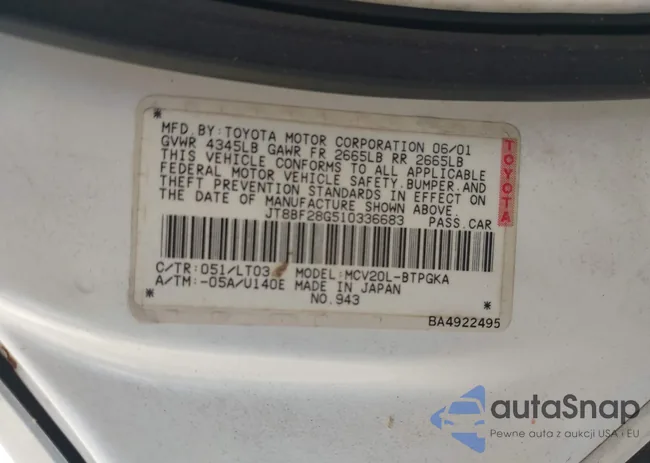 MFD.BY:TOYOTA MOTOR CORPORATION 06/01
GVWR 4345LB GAWR FR 2665LB RR 2665LB
THIS VEHICLE CONFORMS TO ALL APPLICABLE
FEDERAL MOTOR VEHICLE SAFETY,BUMPER,AND
THEFT PREVENTION STANDARDS IN EFFECT ON
THE DATE OF MANUFACTURE SHOWN ABOVE.
JT8BF28G510336683 PASS.CAR
TOYOTA
C/TR:051/LT03 MODEL:MCV20L-BTPGKA
A/TM:-05A/U140E MADE IN JAPAN
NO.943
BA4922495
autaSnap
Pewne auta z aukcji USA i EU